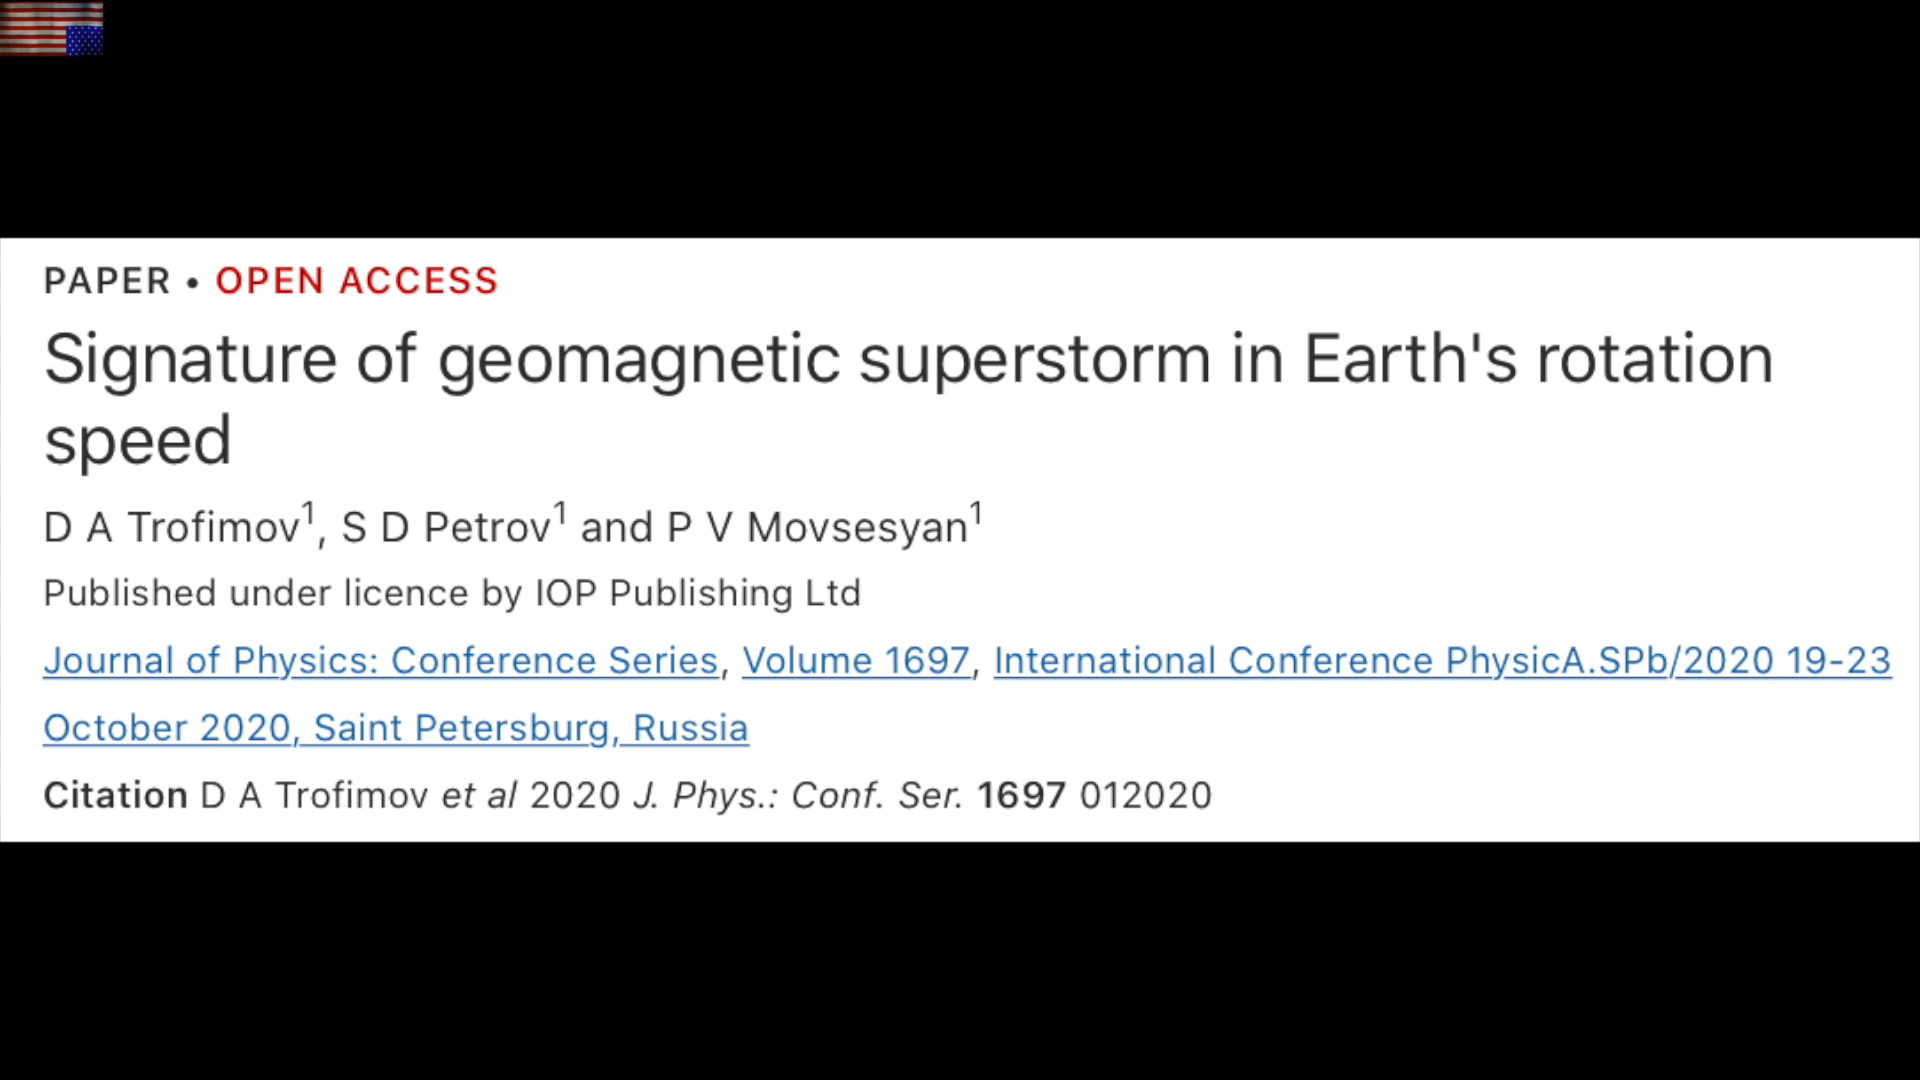 PAPER • OPEN ACCESS
Signature of geomagnetic superstorm in Earth's rotation
speed
D A Trofimov1, S D Petrov1 and P V Movsesyan1
Published under licence by IOP Publishing Ltd
Journal of Physics: Conference Series, Volume 1697, International Conference PhysicA.SPb/2020 19-23
October 2020, Saint Petersburg, Russia
Citation D A Trofimov et al 2020 J. Phys.: Conf. Ser. 1697 012020